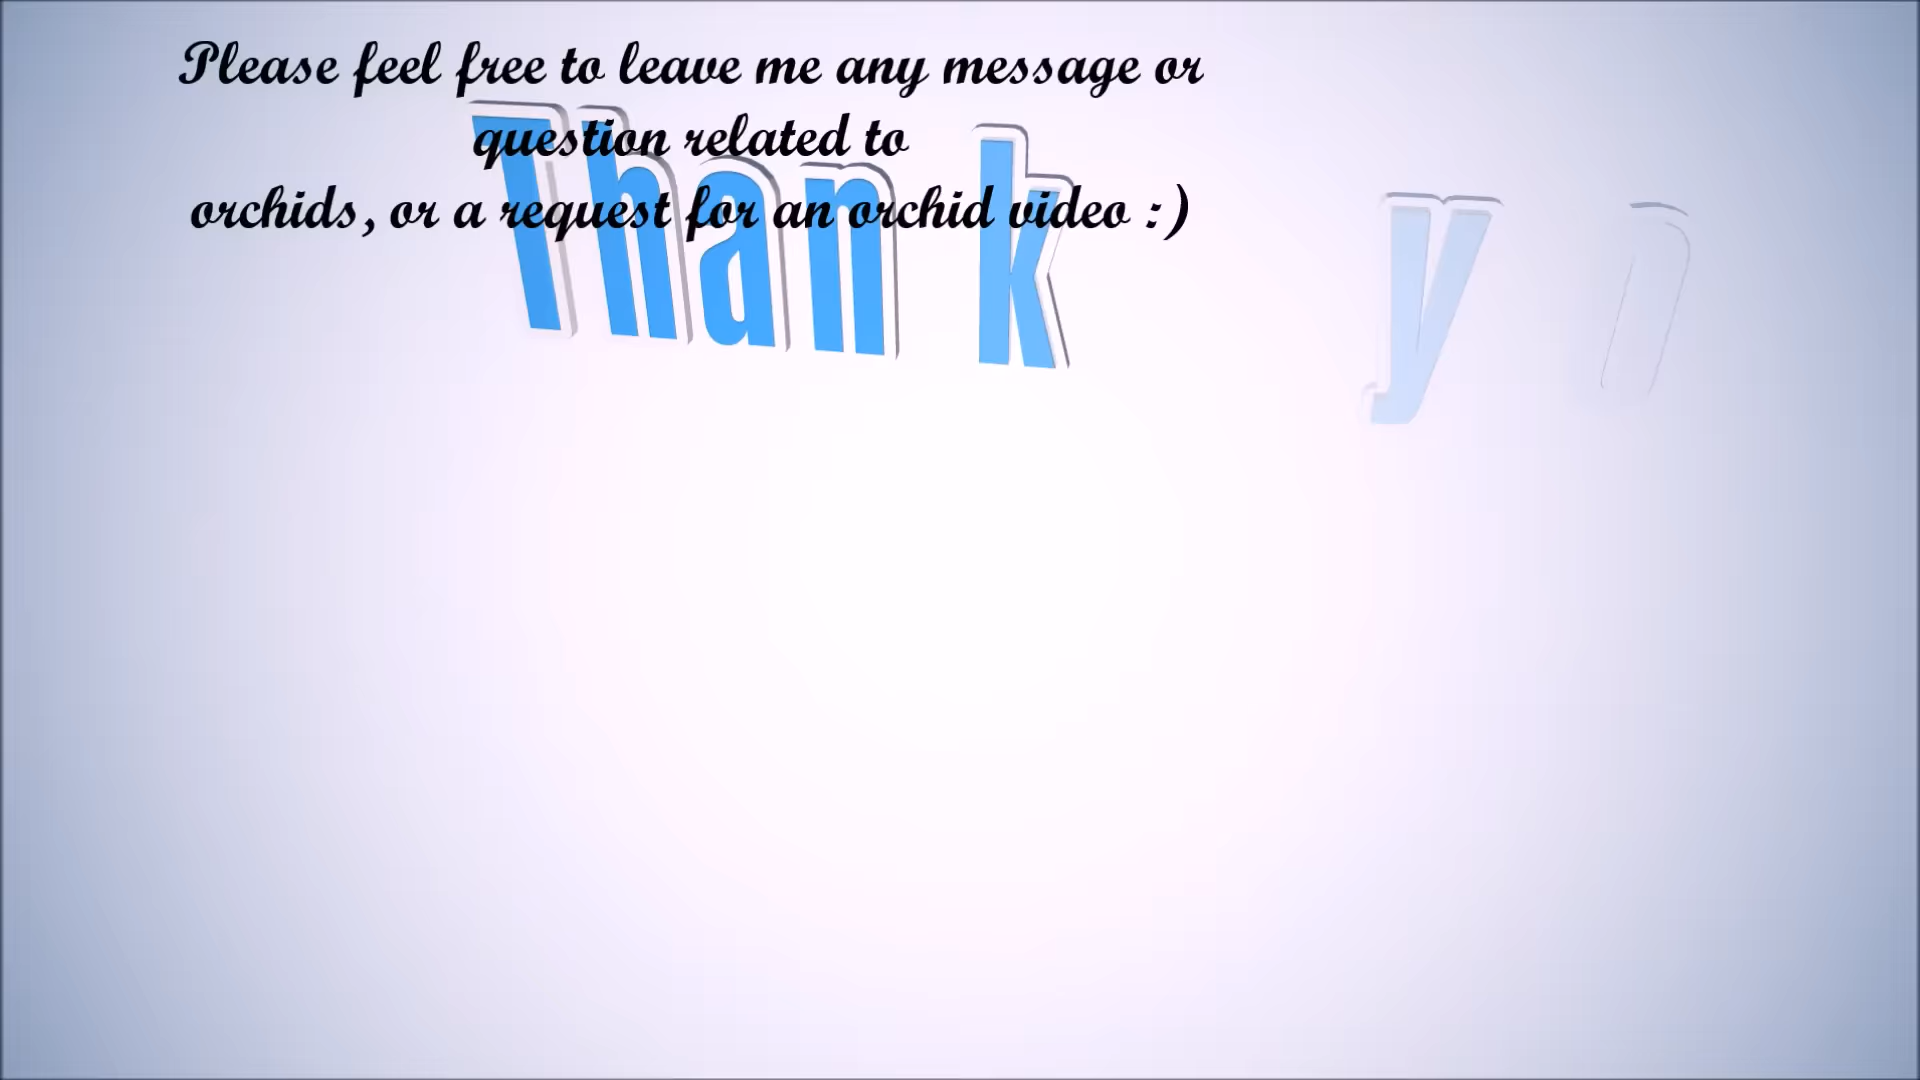 Please feel free to leave me any message or
question related to
orchids, or a request for an orchid video :)
Thank y